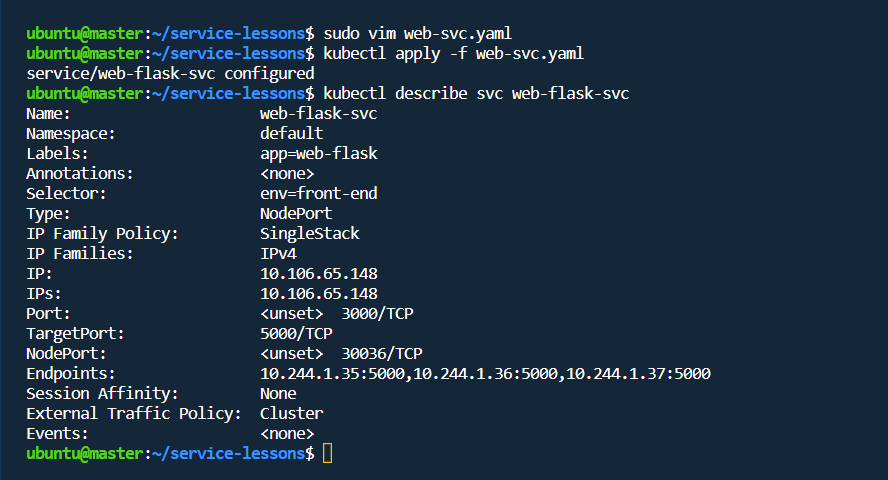 ubuntu@master:~/service-lessons$ sudo vim web-svc.yaml
ubuntu@master:~/service-lessons$ kubectl apply -f web-svc.yaml
service/web-flask-svc configured
ubuntu@master:~/service-lessons$ kubectl describe svc web-flask-svc
Name:                     web-flask-svc
Namespace:                default
Labels:                   app=web-flask
Annotations:              <none>
Selector:                 env=front-end
Type:                     NodePort
IP Family Policy:         SingleStack
IP Families:              IPv4
IP:                       10.106.65.148
IPs:                      10.106.65.148
Port:                     <unset>  3000/TCP
TargetPort:               5000/TCP
NodePort:                 <unset>  30036/TCP
Endpoints:                10.244.1.35:5000,10.244.1.36:5000,10.244.1.37:5000
Session Affinity:         None
External Traffic Policy:  Cluster
Events:                   <none>
ubuntu@master:~/service-lessons$